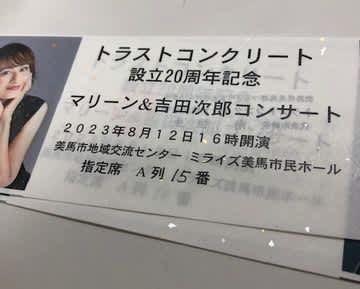 トラストコンクリート
設立20周年記念
マリーン&吉田次郎コンサート
2023年8月12日16時開演
美馬市地域交流センター ミライズ美馬市民ホール
指定席 A列 15番